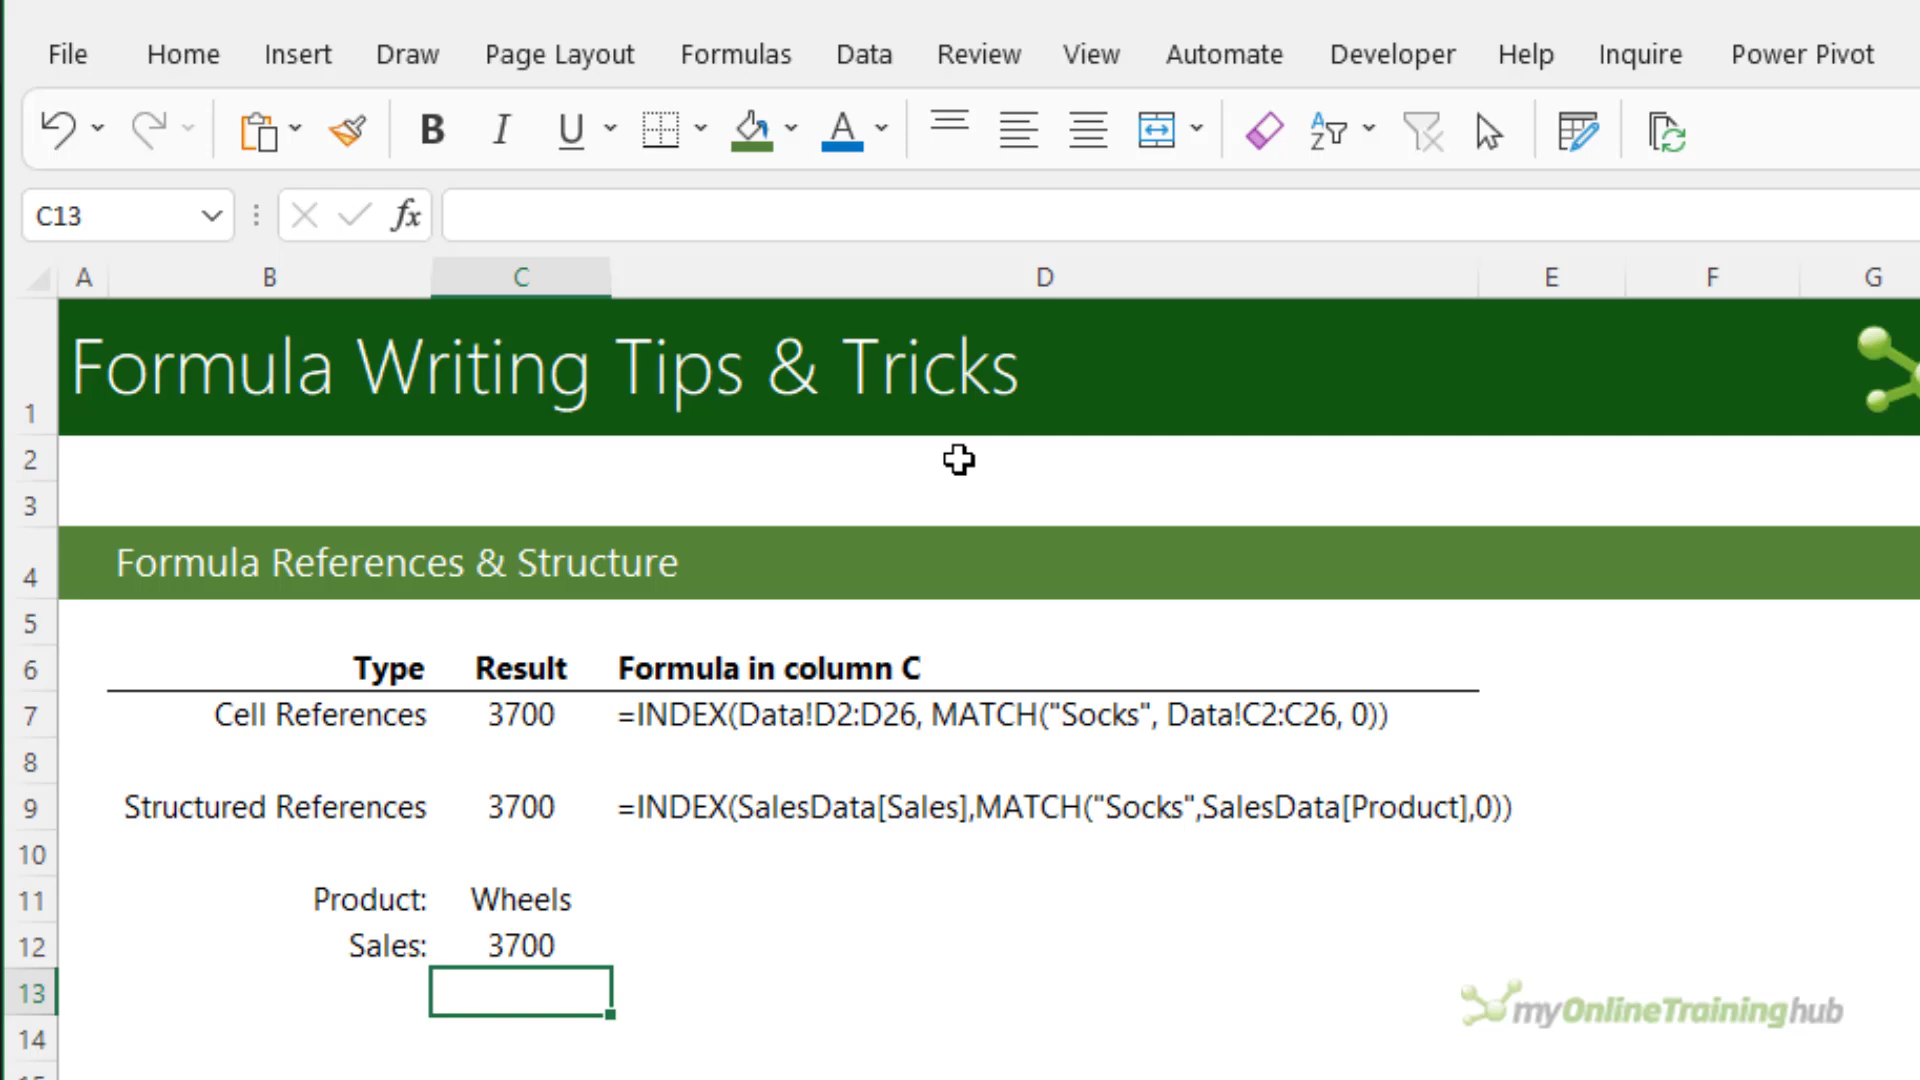 File Home Insert Draw Page Layout Formulas Data Review View Automate Developer Help Inquire Power Pivot
B I U A A Z
C13 fx
A B C D E F G
1 Formula Writing Tips & Tricks
2
3
4 Formula References & Structure
5
6 Type Result Formula in column C
7 Cell References 3700 =INDEX(Data!D2:D26, MATCH("Socks", Data!C2:C26, 0))
8
9 Structured References 3700 =INDEX(SalesData[Sales],MATCH("Socks",SalesData[Product],0))
10
11 Product: Wheels
12 Sales: 3700
13
14
myOnlineTraininghub